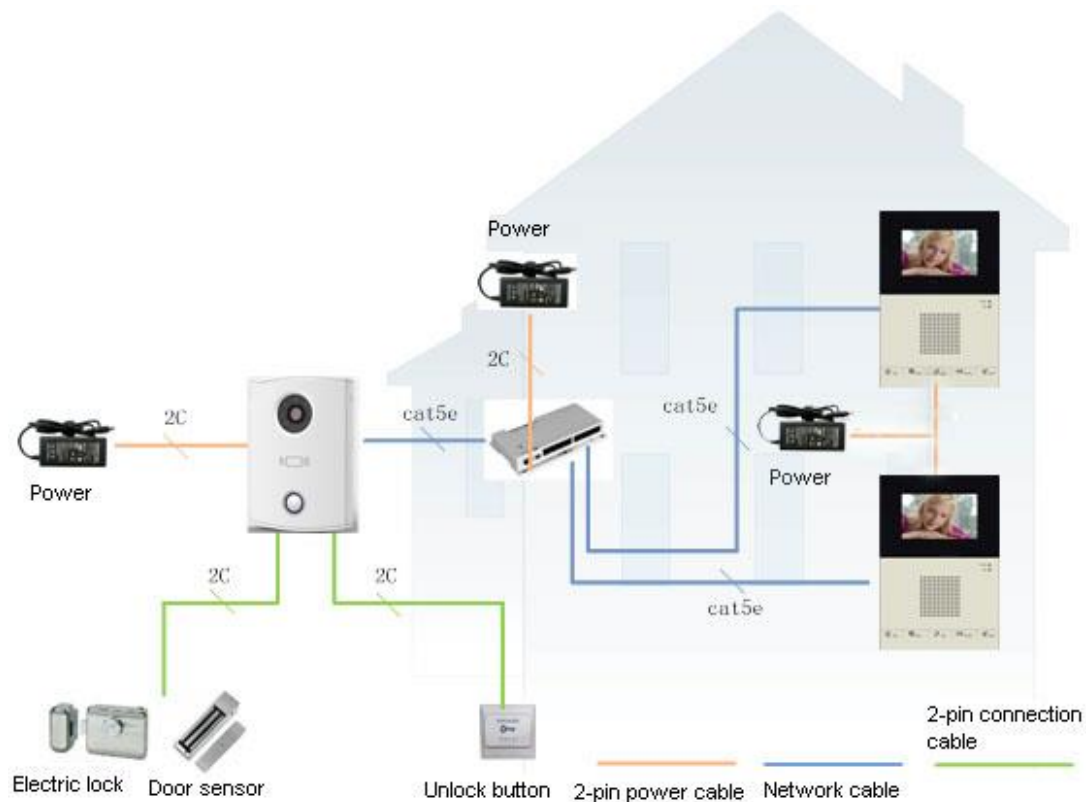 Power
2C
cat5e
cat5e
2C
cat5e
Power
Power
2C
2C
cat5e
Electric lock
Door sensor
Unlock button
2-pin power cable
Network cable
2-pin connection
cable